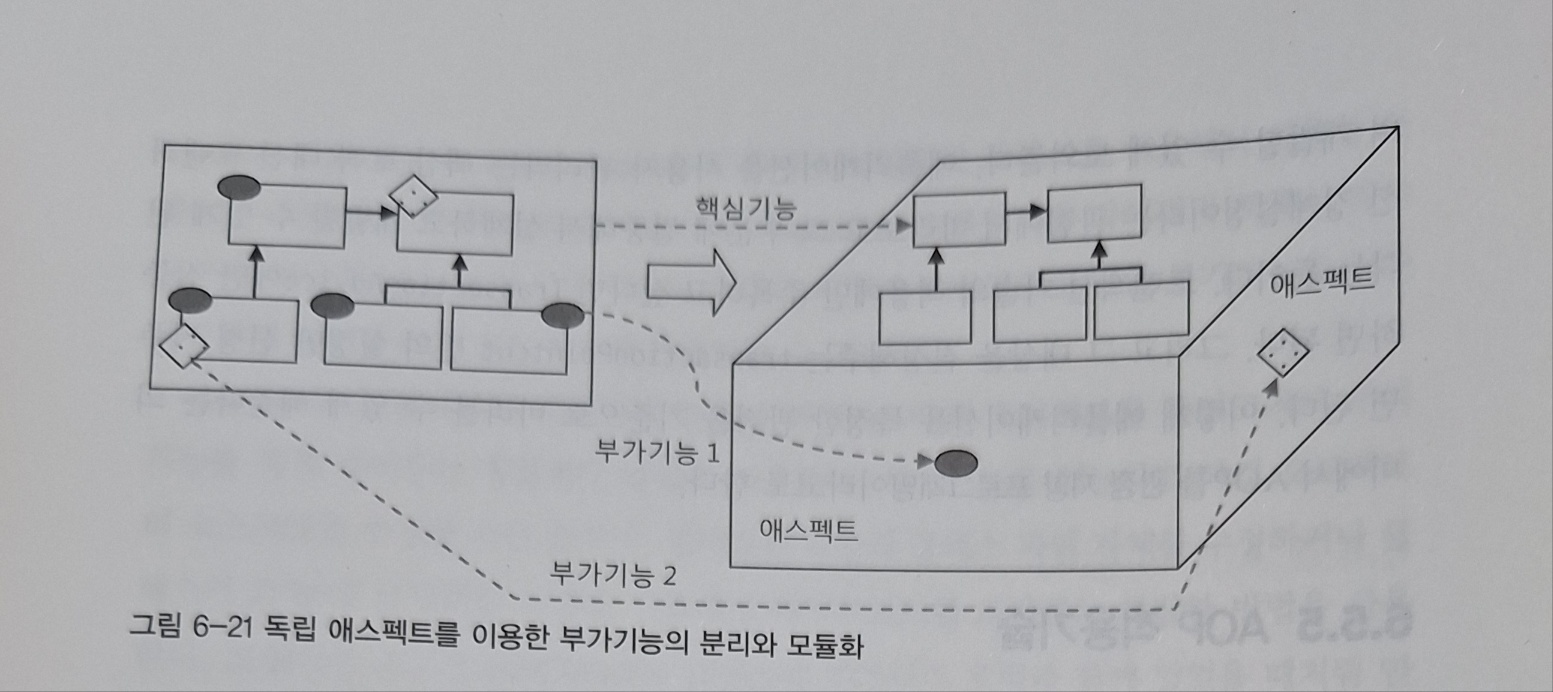 핵심기능
애스펙트
부가기능 1
애스펙트
부가기능 2
그림 6–21 독립 애스펙트를 이용한 부가기능의 분리와 모듈화